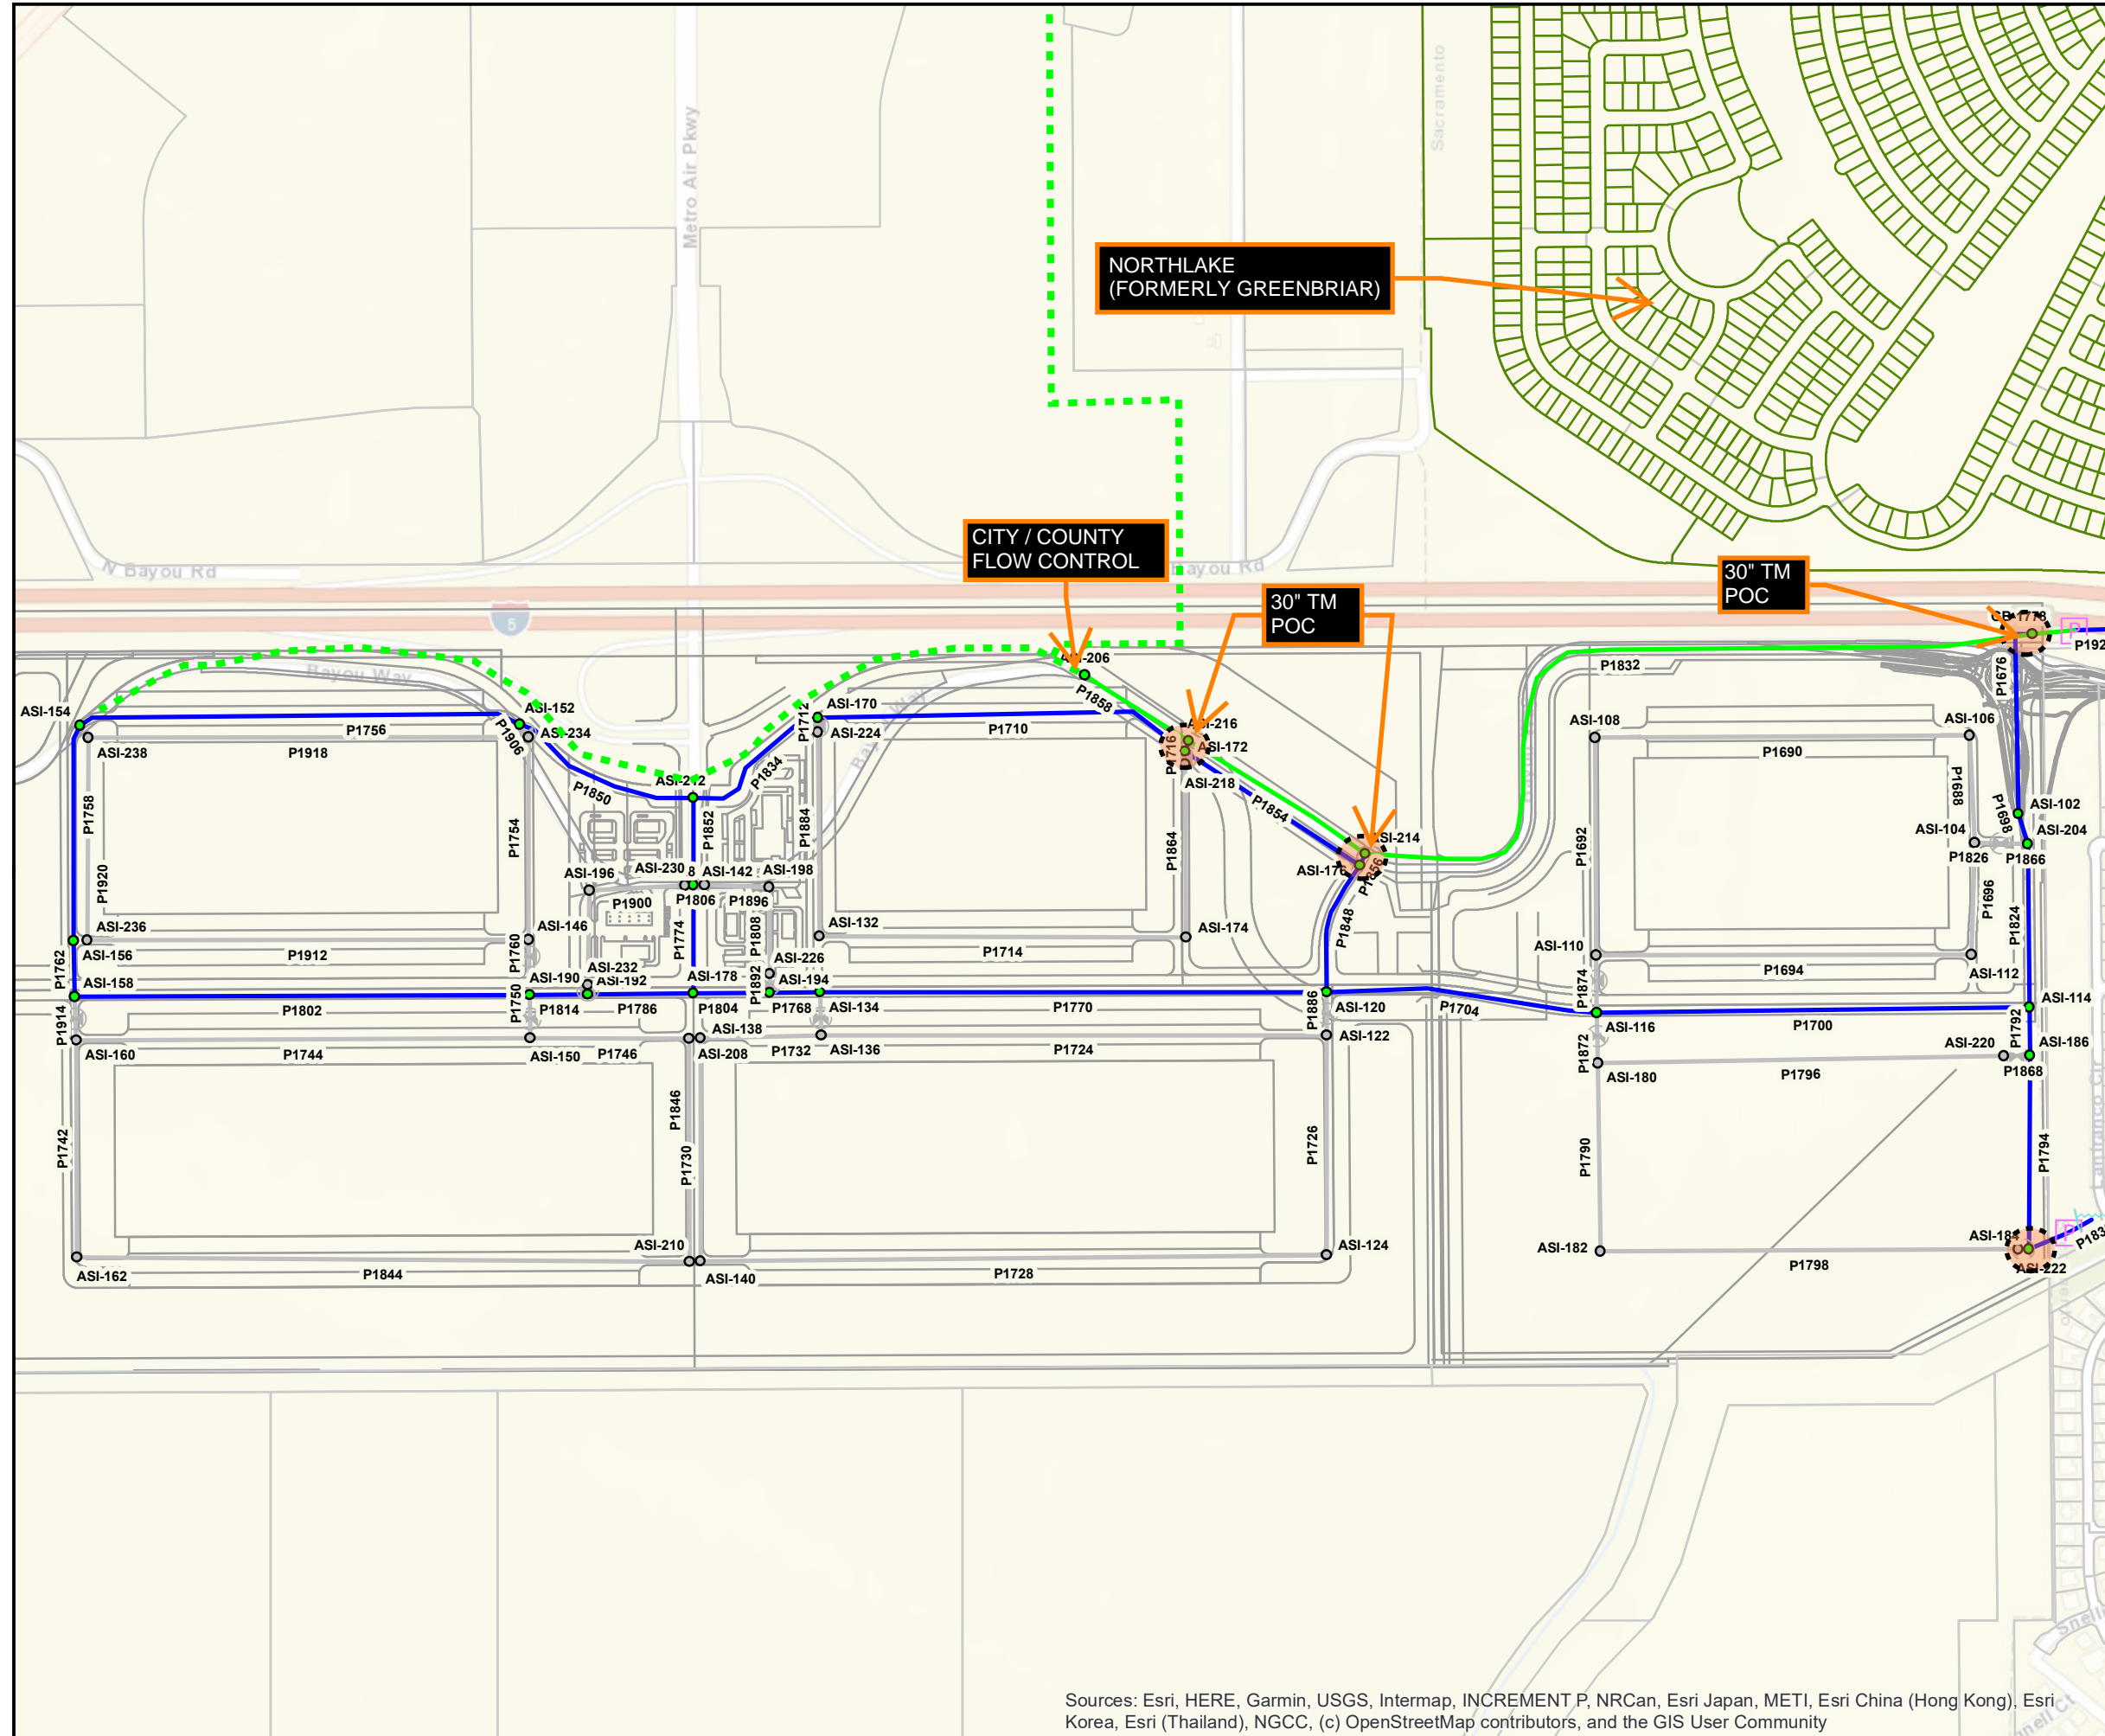 Sacramento
Metro Air Pkwy
NORTHLAKE
(FORMERLY GREENBRIAR)
CITY / COUNTY
FLOW CONTROL
N Bayou Rd
Bayou Rd
30" TM
POC
30" TM
POC
5
P1832
P1676
ASI-206
Bayou Way
ASI-154
ASI-152
ASI-170
P1858
P1756
P1906
ASI-234
P1712
ASI-224
P1710
ASI-216
P1716
ASI-172
ASI-108
ASI-106
ASI-238
P1918
Bayou Way
P1690
ASI-212
P1834
ASI-218
P1850
P1854
P1688
P1698
ASI-102
P1758
P1754
P1852
P1884
P1864
ASI-214
P1692
ASI-104
ASI-204
P1826
P1866
P1920
ASI-196
ASI-230
ASI-142
ASI-198
P1856
P1900
P1806
P1896
P1696
ASI-236
ASI-146
P1774
P1808
ASI-132
ASI-174
P1848
P1824
ASI-110
ASI-156
P1912
P1760
P1714
P1694
ASI-112
P1762
ASI-158
ASI-190
ASI-232
ASI-192
ASI-178
P1892
ASI-226
ASI-194
P1874
ASI-114
P1914
P1802
P1750
P1814
P1786
P1804
P1768
ASI-134
P1770
P1886
ASI-120
P1704
ASI-116
P1700
P1792
ASI-160
P1744
ASI-150
P1746
ASI-138
ASI-208
P1732
ASI-136
P1724
ASI-122
P1872
ASI-220
ASI-186
P1868
ASI-180
P1796
P1742
P1846
P1730
P1726
P1790
P1794
ASI-210
ASI-124
ASI-182
ASI-222
ASI-162
P1844
ASI-140
P1728
P1798
Sources: Esri, HERE, Garmin, USGS, Intermap, INCREMENT P, NRCan, Esri Japan, METI, Esri China (Hong Kong), Esri
Korea, Esri (Thailand), NGCC, (c) OpenStreetMap contributors, and the GIS User Community